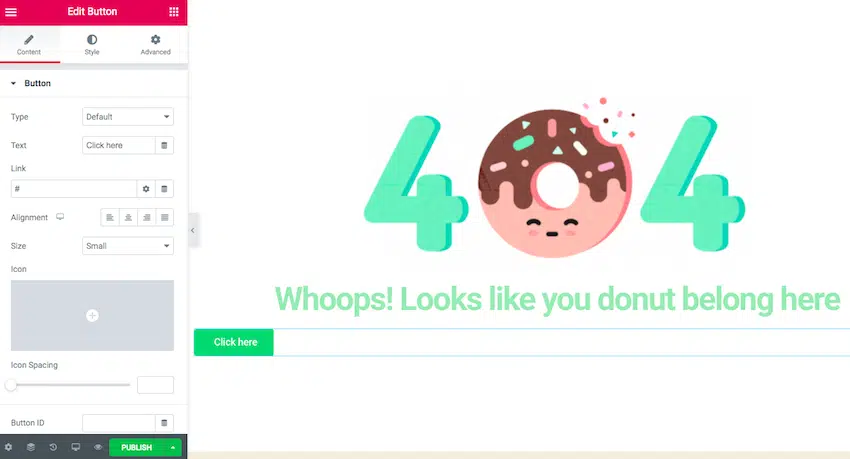 Edit Button
Content Style Advanced
Button
Type Default
Text Click here
Link
#
Alignment
Size Small
Icon
Icon Spacing
Button ID
PUBLISH
404
Whoops! Looks like you donut belong here
Click here